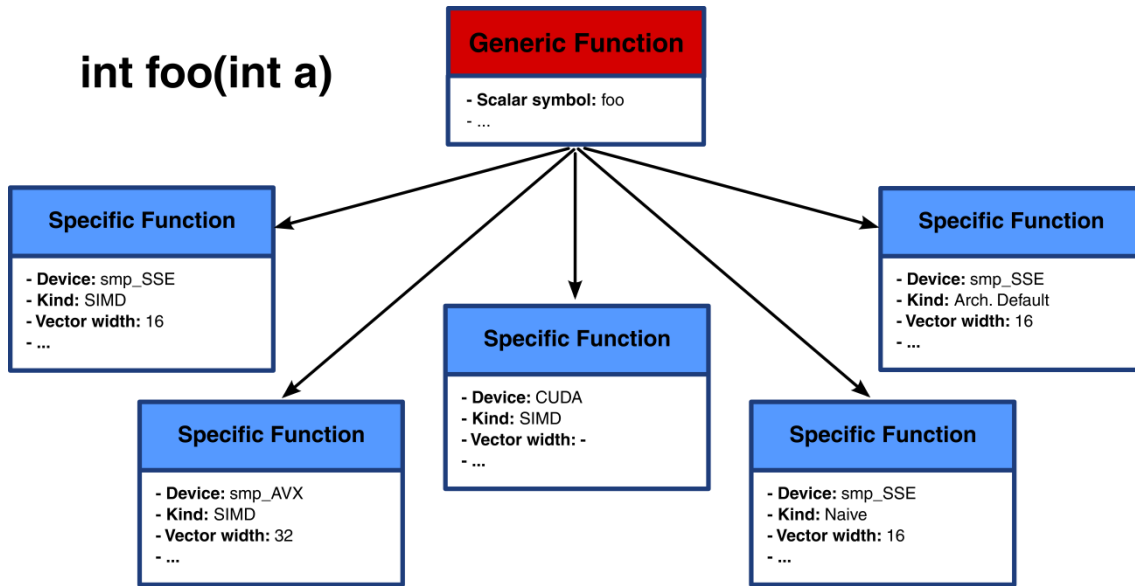 int foo(int a)
Generic Function
- Scalar symbol: foo
- ...
Specific Function
- Device: smp_SSE
- Kind: SIMD
- Vector width: 16
- ...
Specific Function
- Device: smp_AVX
- Kind: SIMD
- Vector width: 32
- ...
Specific Function
- Device: CUDA
- Kind: SIMD
- Vector width: -
- ...
Specific Function
- Device: smp_SSE
- Kind: Naive
- Vector width: 16
- ...
Specific Function
- Device: smp_SSE
- Kind: Arch. Default
- Vector width: 16
- ...